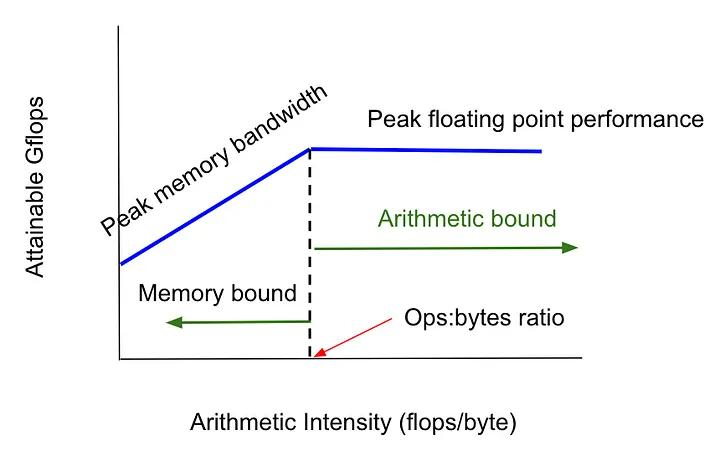 Peak memory bandwidth
Peak floating point performance
Attainable Gflops
Arithmetic bound
Memory bound
Ops:bytes ratio
Arithmetic Intensity (flops/byte)